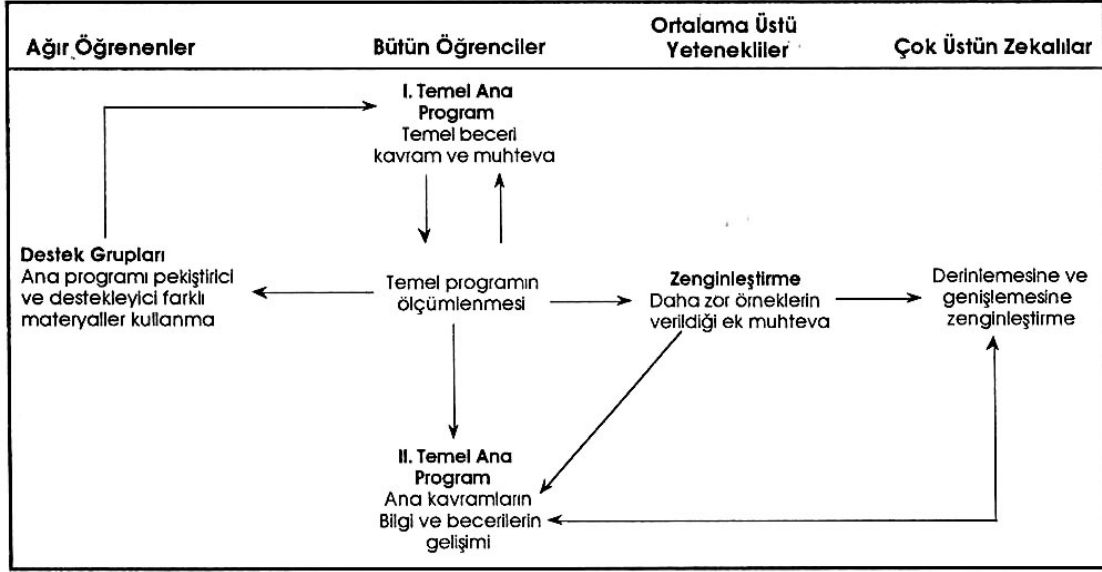 Ağır Öğrenenler
Bütün Öğrenciler
Ortalama Üstü
Yetenekliler
Çok Üstün Zekalılar
I. Temel Ana
Program
Temel beceri
kavram ve muhteva
Destek Grupları
Ana programı pekiştirici
ve destekleyici farklı
materyaller kullanma
Temel programın
ölçümlenmesi
Zenginleştirme
Daha zor örneklerin
verildiği ek muhteva
Derinlemesine ve
genişlemesine
zenginleştirme
II. Temel Ana
Program
Ana kavramların
Bilgi ve becerilerin
gelişimi